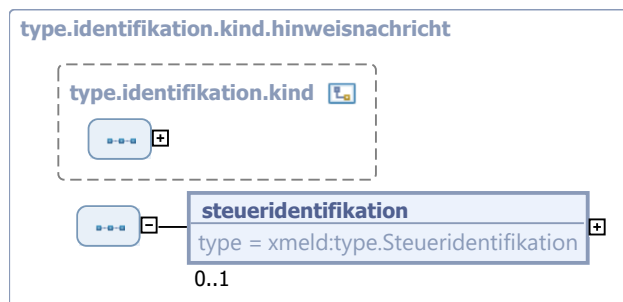 type.identifikation.kind.hinweisnachricht
type.identifikation.kind
steueridentifikation
type = xmeld:type.Steueridentifikation
0..1